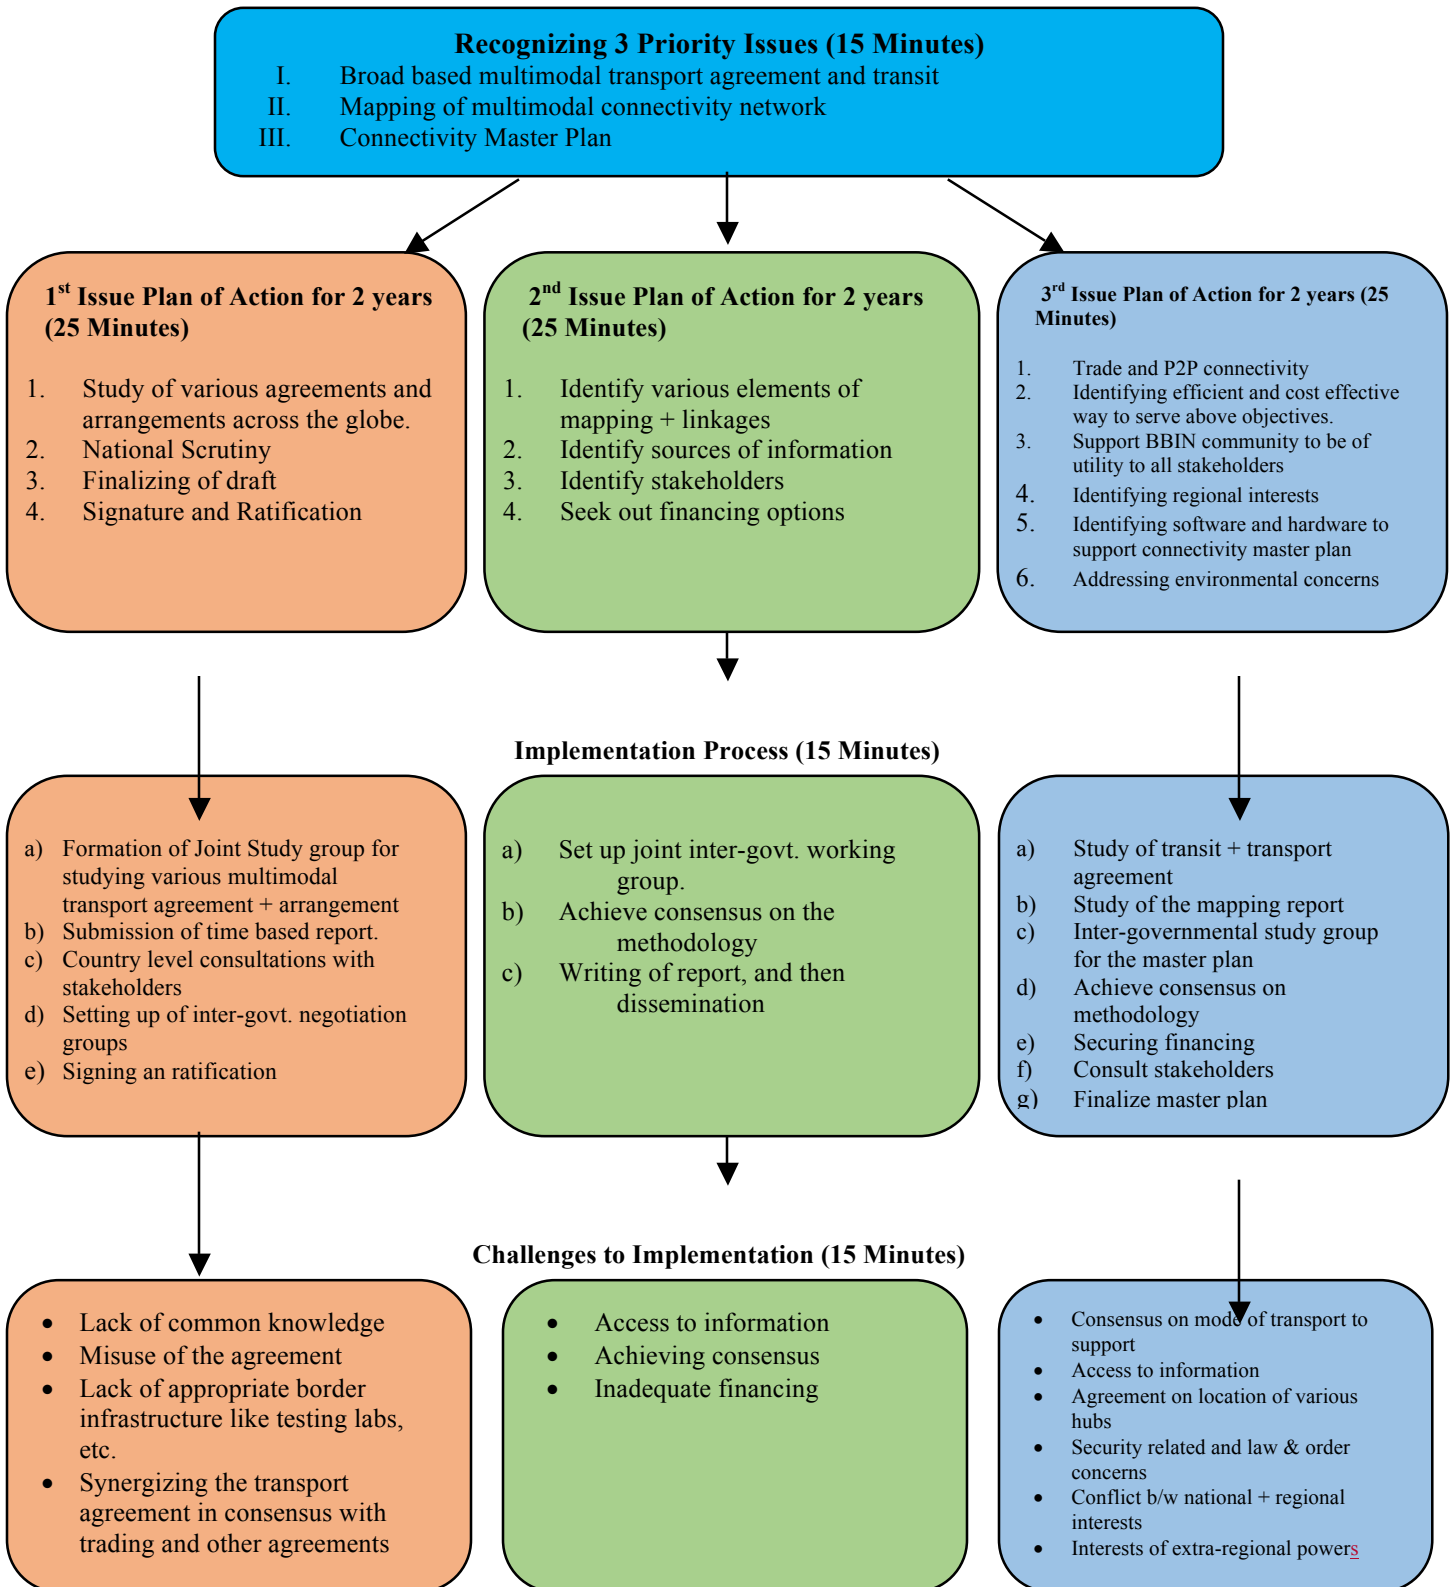 Recognizing 3 Priority Issues (15 Minutes)
I. Broad based multimodal transport agreement and transit
II. Mapping of multimodal connectivity network
III. Connectivity Master Plan
1st Issue Plan of Action for 2 years
(25 Minutes)
1. Study of various agreements and
arrangements across the globe.
2. National Scrutiny
3. Finalizing of draft
4. Signature and Ratification
2nd Issue Plan of Action for 2 years
(25 Minutes)
1. Identify various elements of
mapping + linkages
2. Identify sources of information
3. Identify stakeholders
4. Seek out financing options
3rd Issue Plan of Action for 2 years (25
Minutes)
1. Trade and P2P connectivity
2. Identifying efficient and cost effective
way to serve above objectives.
3. Support BBIN community to be of
utility to all stakeholders
4. Identifying regional interests
5. Identifying software and hardware to
support connectivity master plan
6. Addressing environmental concerns
Implementation Process (15 Minutes)
a) Formation of Joint Study group for
studying various multimodal
transport agreement + arrangement
b) Submission of time based report.
c) Country level consultations with
stakeholders
d) Setting up of inter-govt. negotiation
groups
e) Signing an ratification
a) Set up joint inter-govt. working
group.
b) Achieve consensus on the
methodology
c) Writing of report, and then
dissemination
a) Study of transit + transport
agreement
b) Study of the mapping report
c) Inter-governmental study group
for the master plan
d) Achieve consensus on
methodology
e) Securing financing
f) Consult stakeholders
g) Finalize master plan
Challenges to Implementation (15 Minutes)
• Lack of common knowledge
• Misuse of the agreement
• Lack of appropriate border
infrastructure like testing labs,
etc.
• Synergizing the transport
agreement in consensus with
trading and other agreements
• Access to information
• Achieving consensus
• Inadequate financing
• Consensus on mode of transport to
support
• Access to information
• Agreement on location of various
hubs
• Security related and law & order
concerns
• Conflict b/w national + regional
interests
• Interests of extra-regional powers